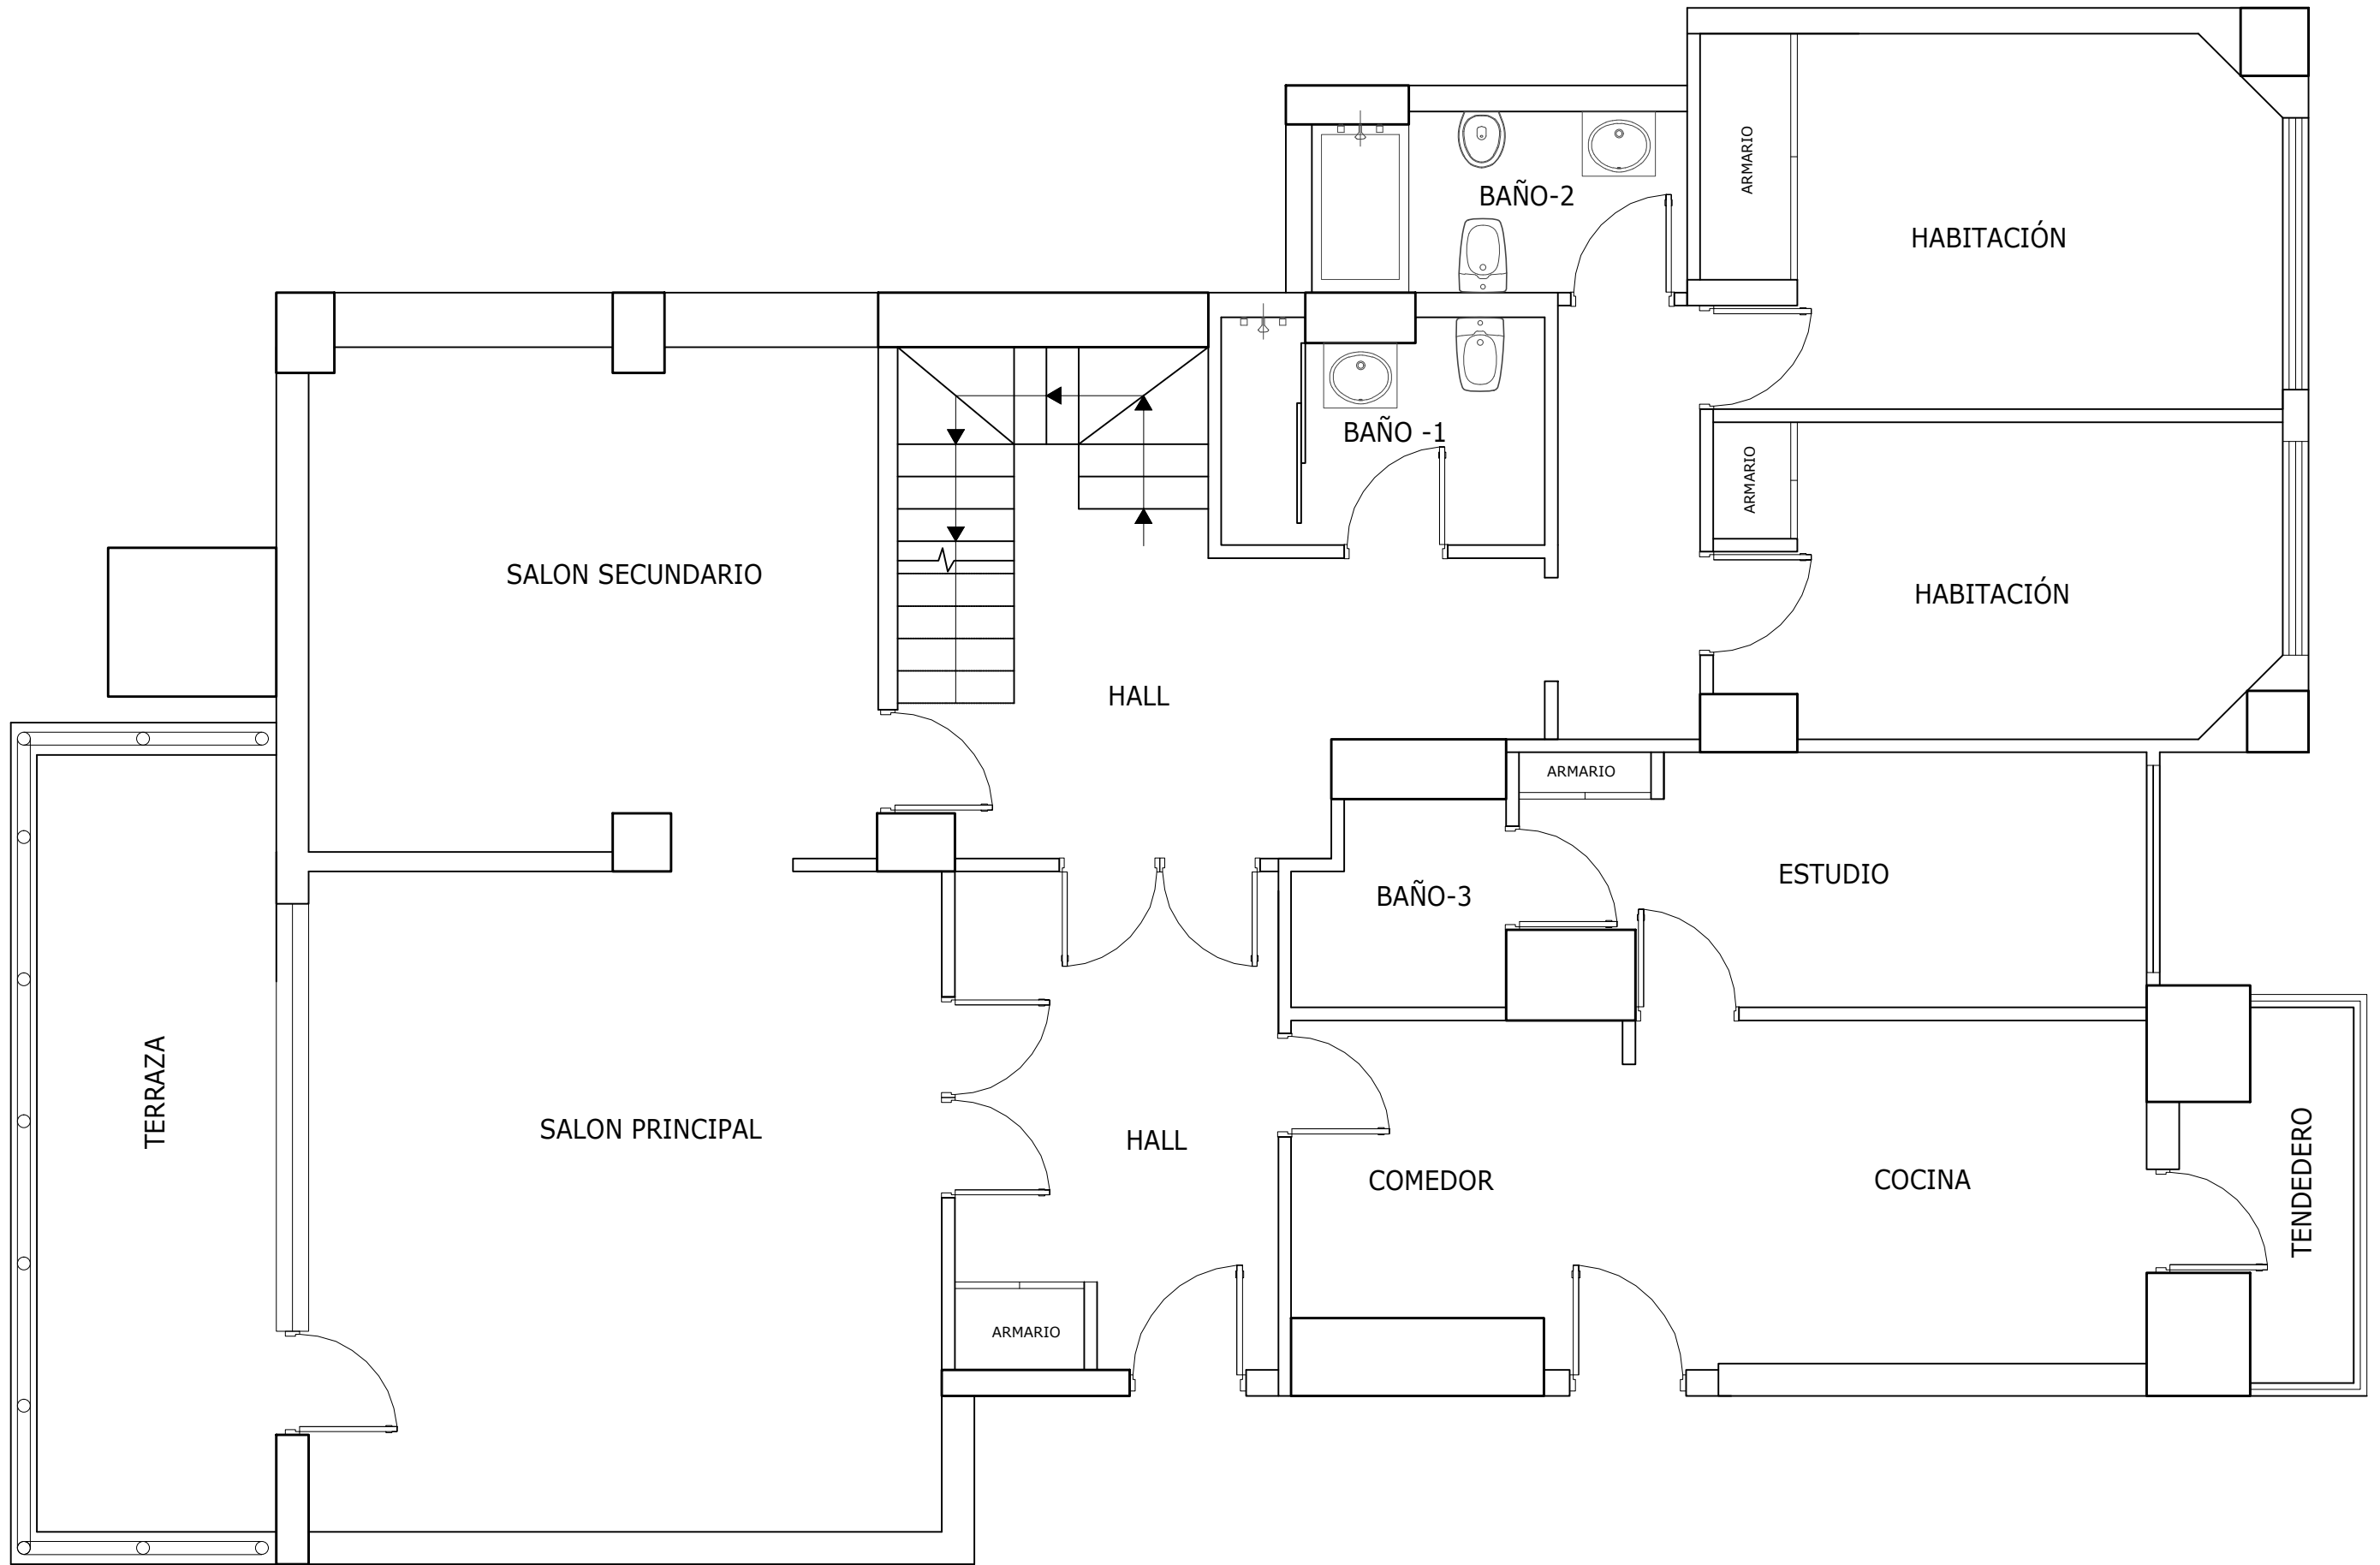 ARMARIO
BAÑO-2
HABITACIÓN
BAÑO -1
ARMARIO
SALON SECUNDARIO
HABITACIÓN
HALL
ARMARIO
ESTUDIO
BAÑO-3
TERRAZA
SALON PRINCIPAL
HALL
COMEDOR
COCINA
TENDEDERO
ARMARIO